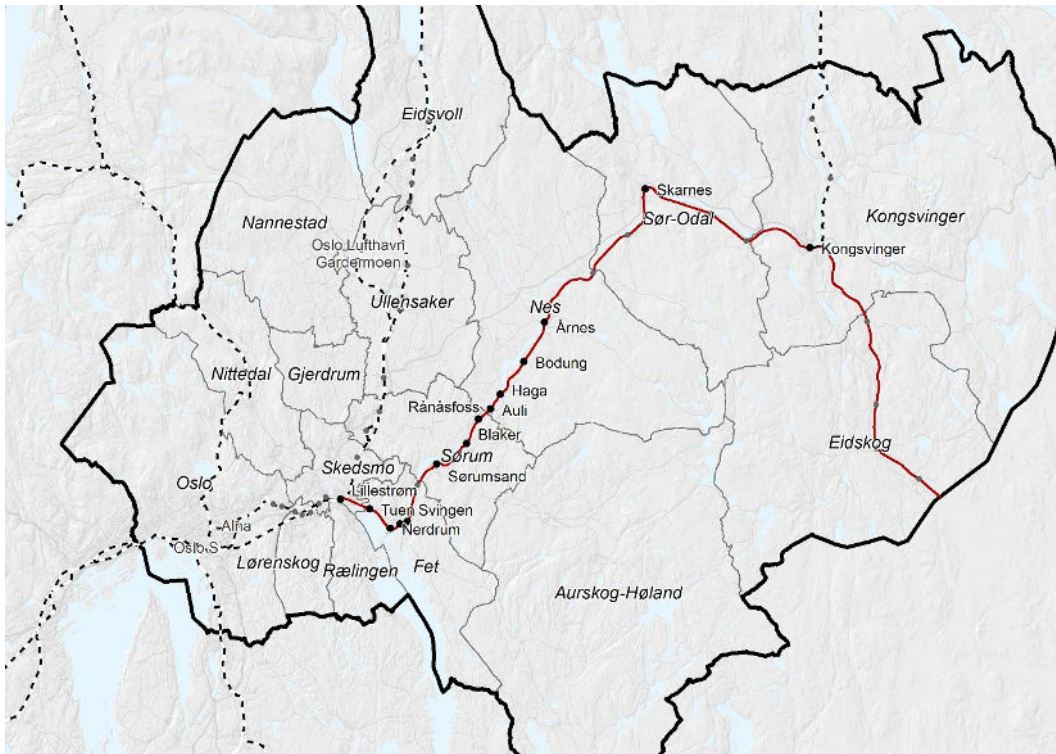 Eidsvoll
Skarnes
Sør-Odal
Kongsvinger
Nannestad
Oslo Lufthavn
Gardermoen
Kongsvinger
Ullensaker
Nes
Årnes
Nittedal
Gjerdrum
Bodung
Haga
Rånåsfoss
Auli
Blaker
Eidskog
Sørum
Skedsmo
Sørumsand
Oslo
Lillestrøm
Tuen Svingen
Alna
Nerdrum
Oslo S
Lørenskog
Rælingen
Fet
Aurskog-Høland